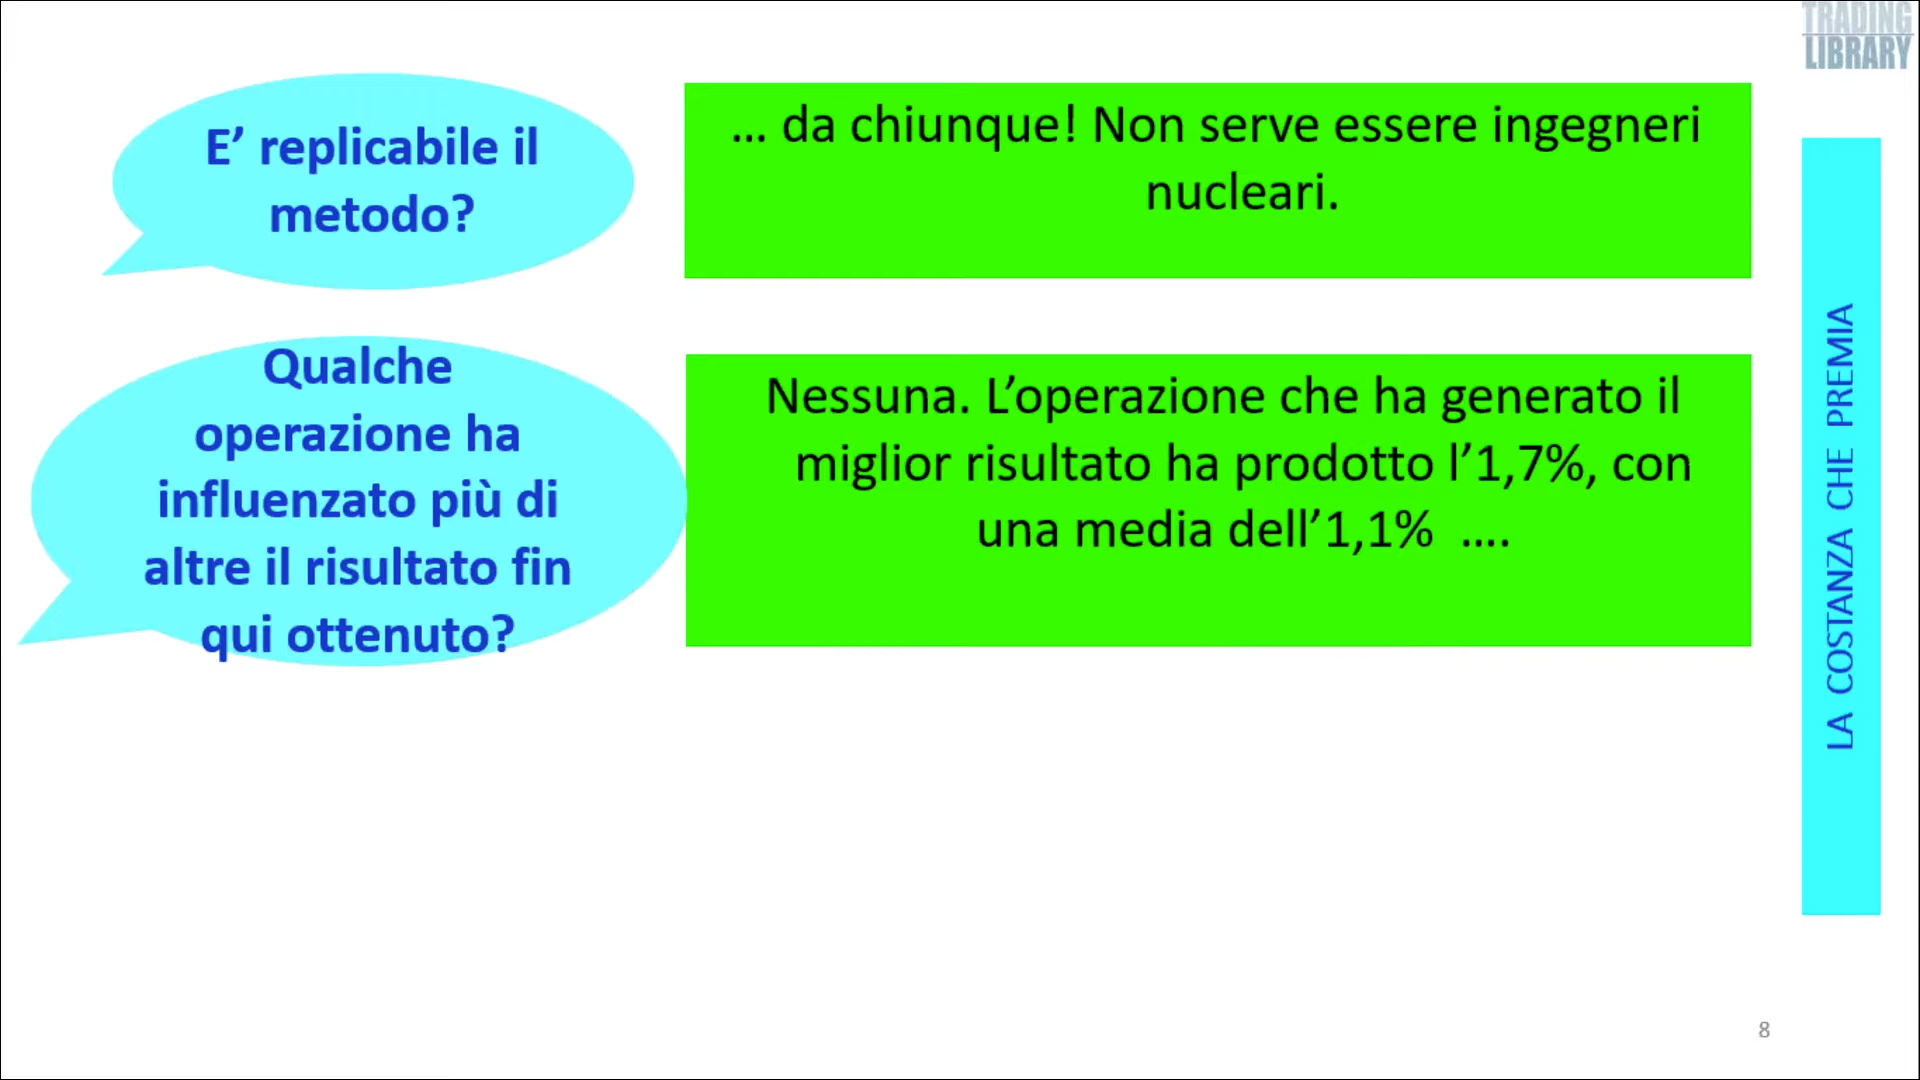 TRADING
LIBRARY
E’ replicabile il
metodo?
... da chiunque! Non serve essere ingegneri
nucleari.
Qualche
operazione ha
influenzato più di
altre il risultato fin
qui ottenuto?
Nessuna. L’operazione che ha generato il
miglior risultato ha prodotto l’1,7%, con
una media dell’1,1%  ....
LA COSTANZA CHE PREMIA
8